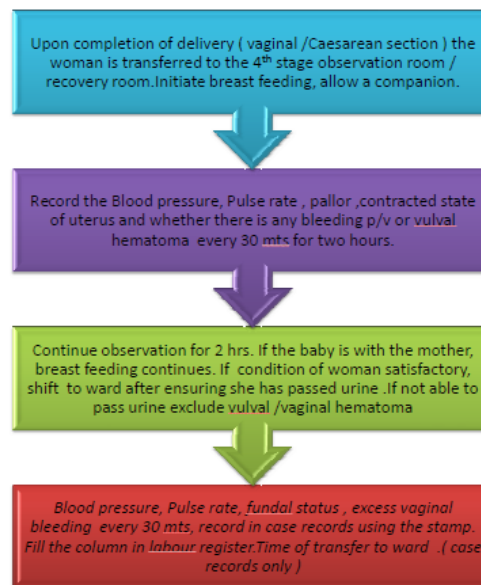 Upon completion of delivery ( vaginal /Caesarean section ) the
woman is transferred to the 4th stage observation room /
recovery room.Initiate breast feeding, allow a companion.
Record the Blood pressure, Pulse rate , pallor ,contracted state
of uterus and whether there is any bleeding p/v or vulval
hematoma every 30 mts for two hours.
Continue observation for 2 hrs. If the baby is with the mother,
breast feeding continues. If condition of woman satisfactory,
shift to ward after ensuring she has passed urine .If not able to
pass urine exclude vulval /vaginal hematoma
Blood pressure, Pulse rate, fundal status , excess vaginal
bleeding every 30 mts, record in case records using the stamp.
Fill the column in labour register.Time of transfer to ward .( case
records only )